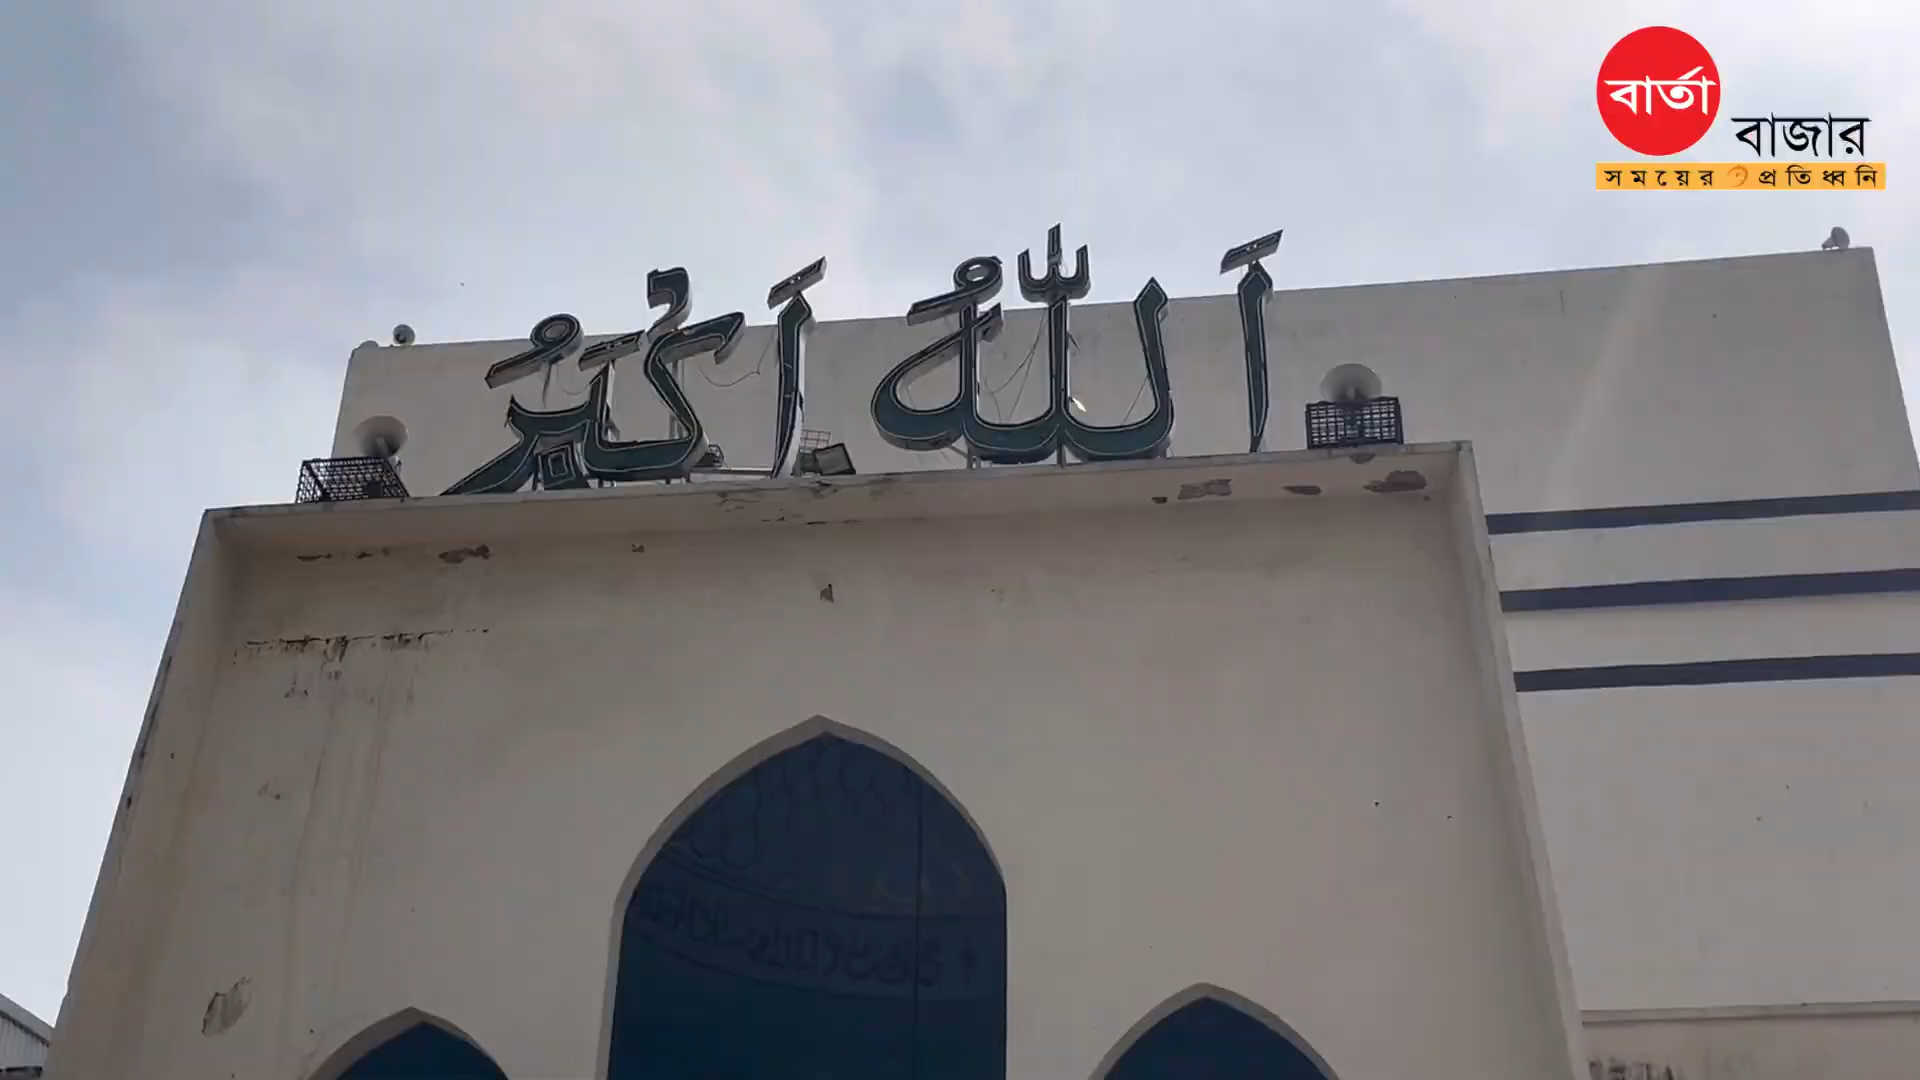 اَللّٰهُ اَكْبَرُ
বার্তা
বাজার
সময়ের প্রতিধ্বনি